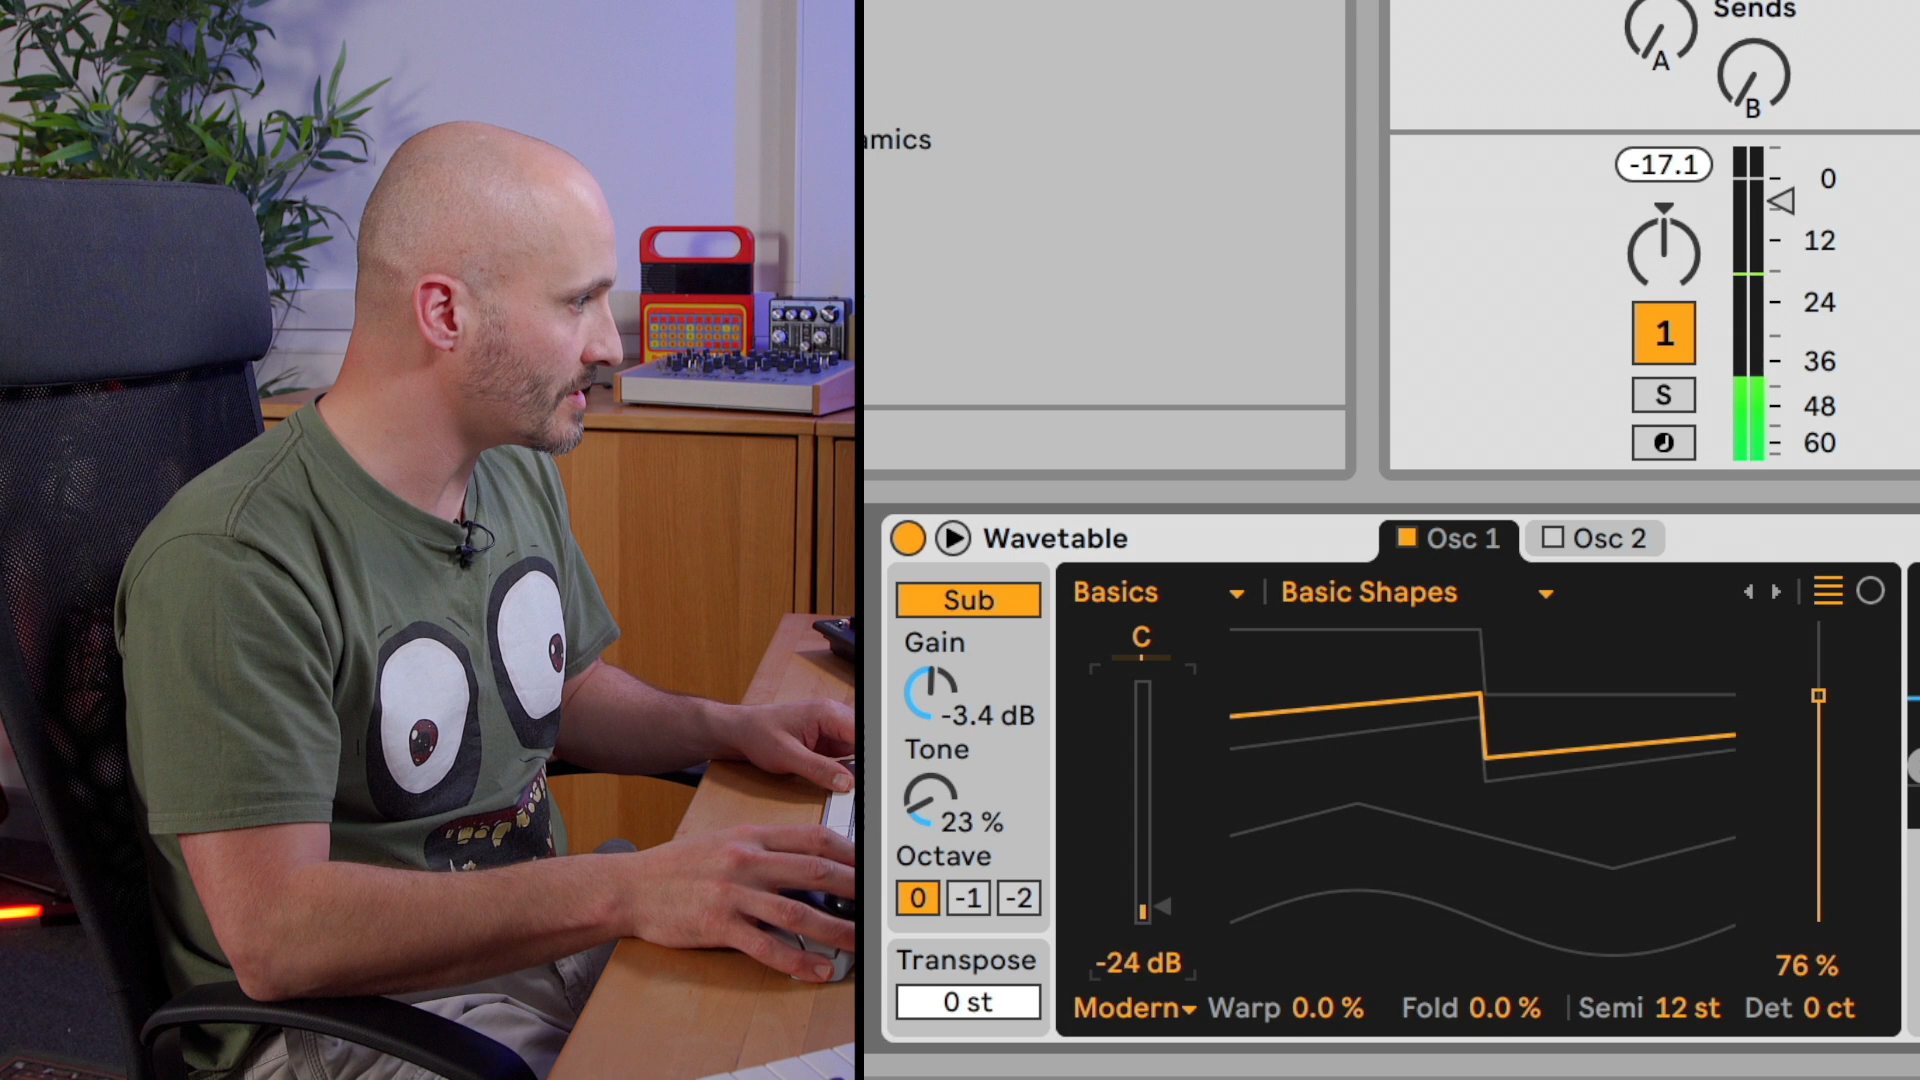 Sends
A
B
amics
-17.1
0
12
1
24
36
S
48
60
Wavetable
Osc 1
Osc 2
Sub
Basics
Basic Shapes
Gain
C
-3.4 dB
Tone
23 %
Octave
0
-1
-2
Transpose
-24 dB
76 %
0 st
Modern
Warp 0.0 %
Fold 0.0 %
Semi 12 st
Det 0 ct